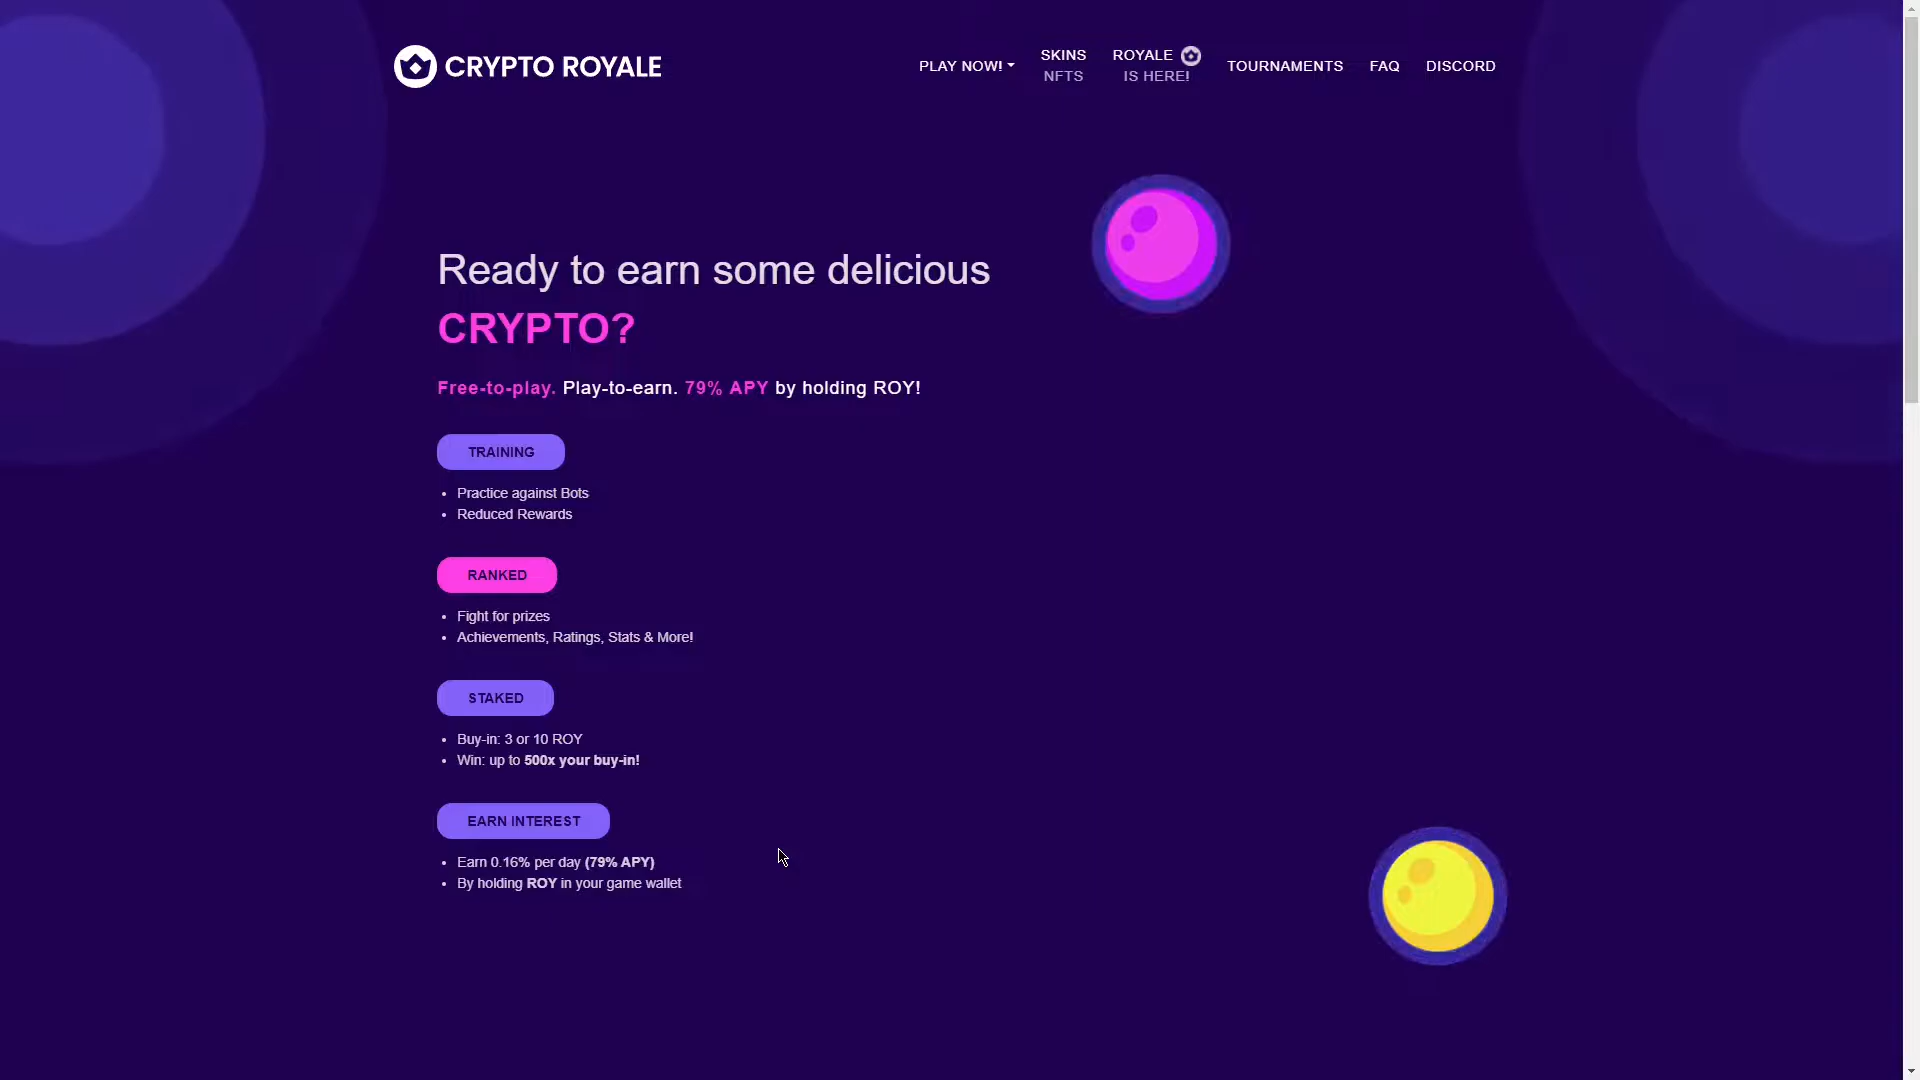 CRYPTO ROYALE
PLAY NOW!
SKINS
NFTS
ROYALE
IS HERE!
TOURNAMENTS
FAQ
DISCORD
Ready to earn some delicious
CRYPTO?
Free-to-play. Play-to-earn. 79% APY by holding ROY!
TRAINING
• Practice against Bots
• Reduced Rewards
RANKED
• Fight for prizes
• Achievements, Ratings, Stats & More!
STAKED
• Buy-in: 3 or 10 ROY
• Win: up to 500x your buy-in!
EARN INTEREST
• Earn 0.16% per day (79% APY)
• By holding ROY in your game wallet